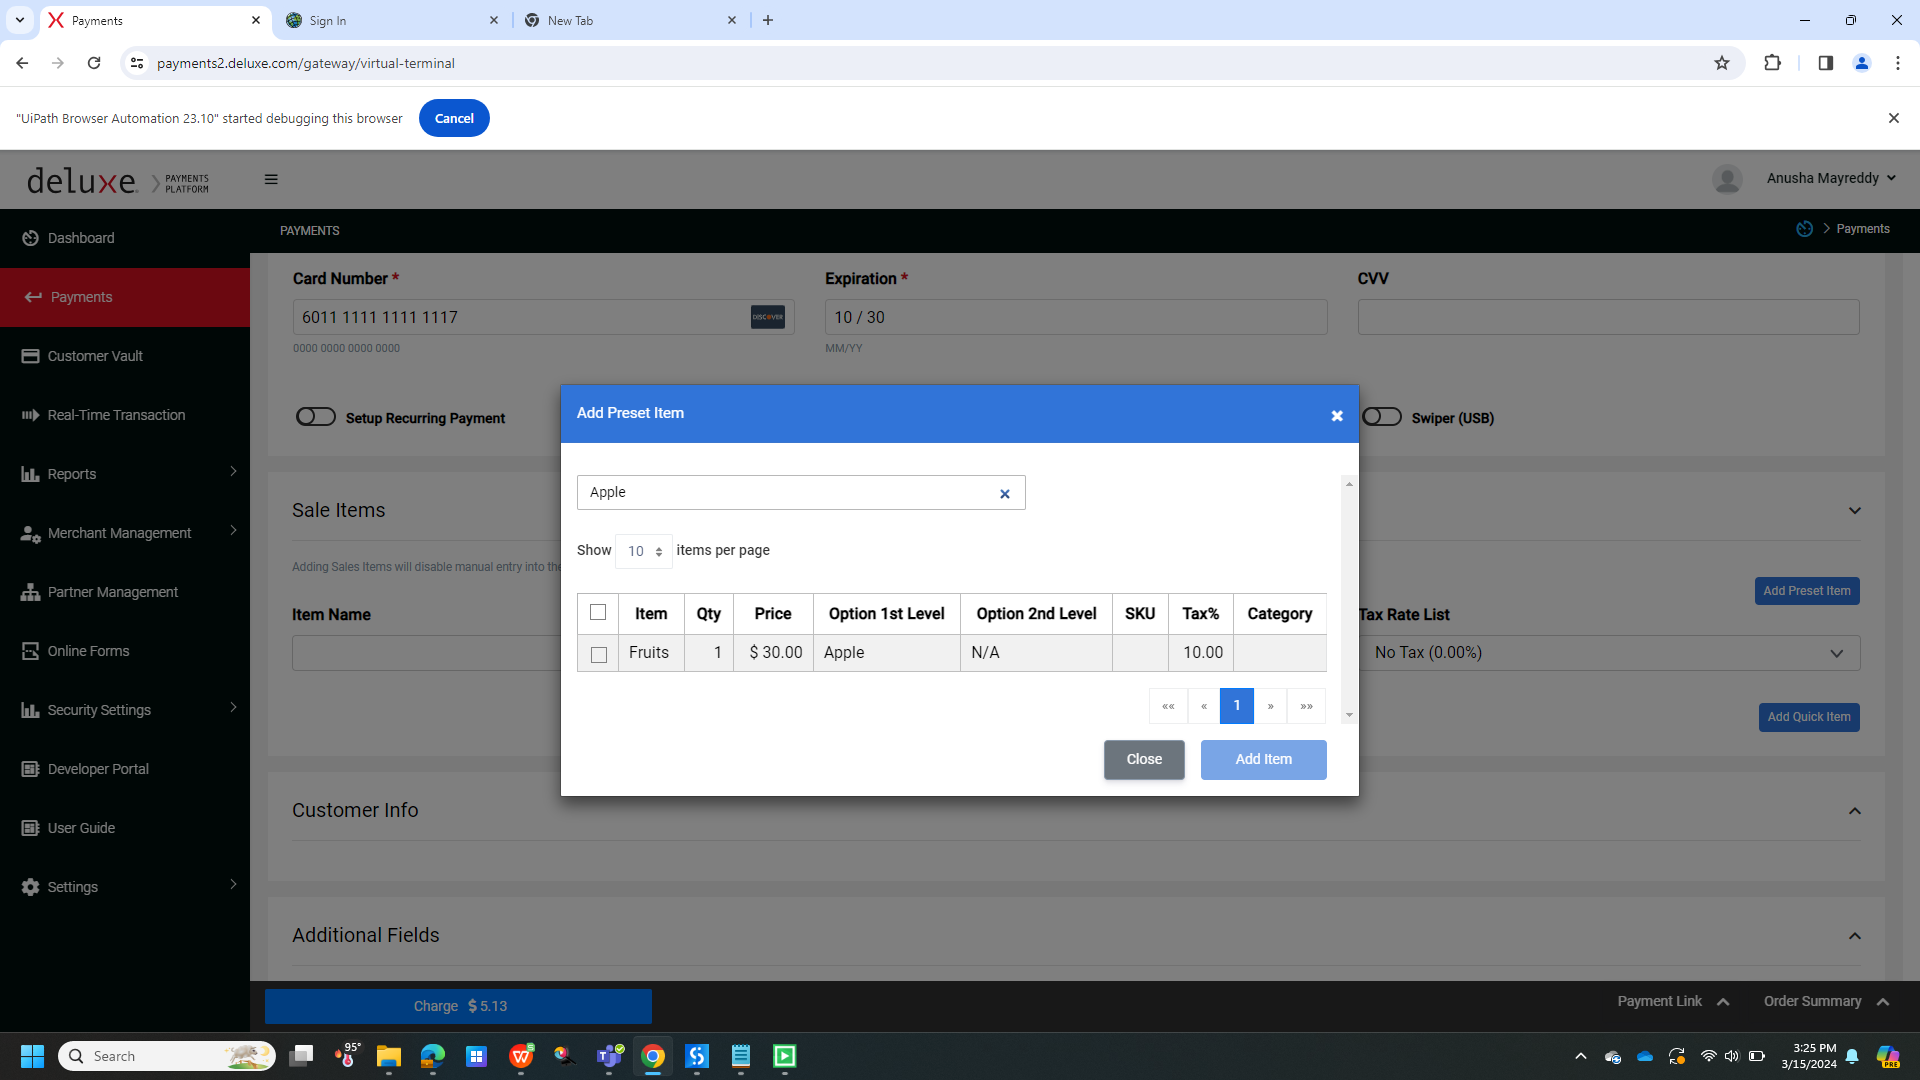 Payments
Sign In
New Tab
payments2.deluxe.com/gateway/virtual-terminal
"UiPath Browser Automation 23.10" started debugging this browser
Cancel
deluxe. PAYMENTS PLATFORM
Anusha Mayreddy
Dashboard
PAYMENTS
Payments
Payments
Customer Vault
Real-Time Transaction
Reports
Merchant Management
Partner Management
Online Forms
Security Settings
Developer Portal
User Guide
Settings
Card Number *
Expiration *
CVV
6011 1111 1111 1117
DISCOVER
10 / 30
0000 0000 0000 0000
MM/YY
Setup Recurring Payment
Swiper (USB)
Sale Items
Adding Sales Items will disable manual entry into the
Add Preset Item
Item Name
Tax Rate List
No Tax (0.00%)
Add Quick Item
Add Preset Item
Apple
Show 10 items per page
Item Qty Price Option 1st Level Option 2nd Level SKU Tax% Category
Fruits 1 $ 30.00 Apple N/A 10.00
«« « 1 » »»
Close Add Item
Customer Info
Additional Fields
Charge $ 5.13
Payment Link
Order Summary
Search
95°
3:25 PM
3/15/2024
PRE